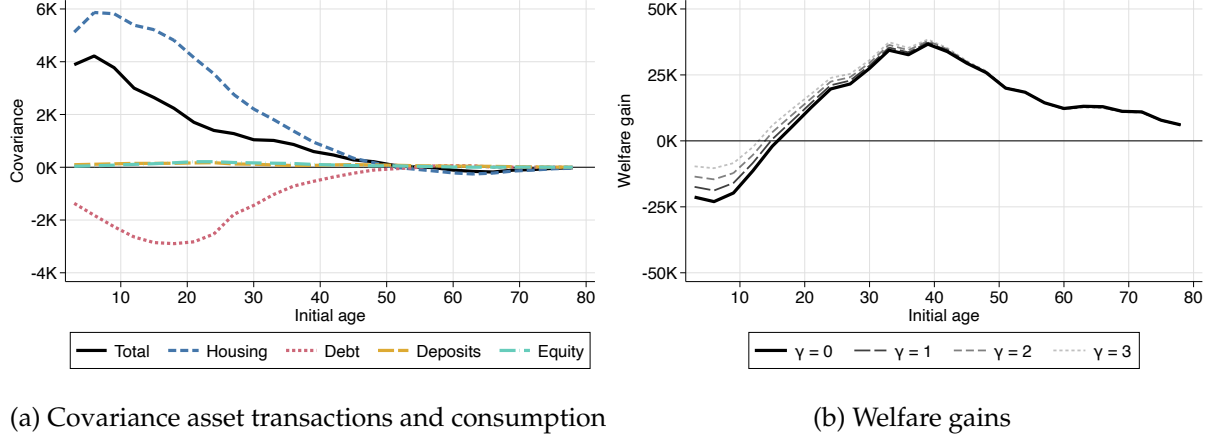 6K
4K
2K
0K
-2K
-4K
Covariance
10 20 30 40 50 60 70 80
Initial age
Total Housing Debt Deposits Equity
(a) Covariance asset transactions and consumption
50K
25K
0K
-25K
-50K
Welfare gain
10 20 30 40 50 60 70 80
Initial age
γ = 0 γ = 1 γ = 2 γ = 3
(b) Welfare gains